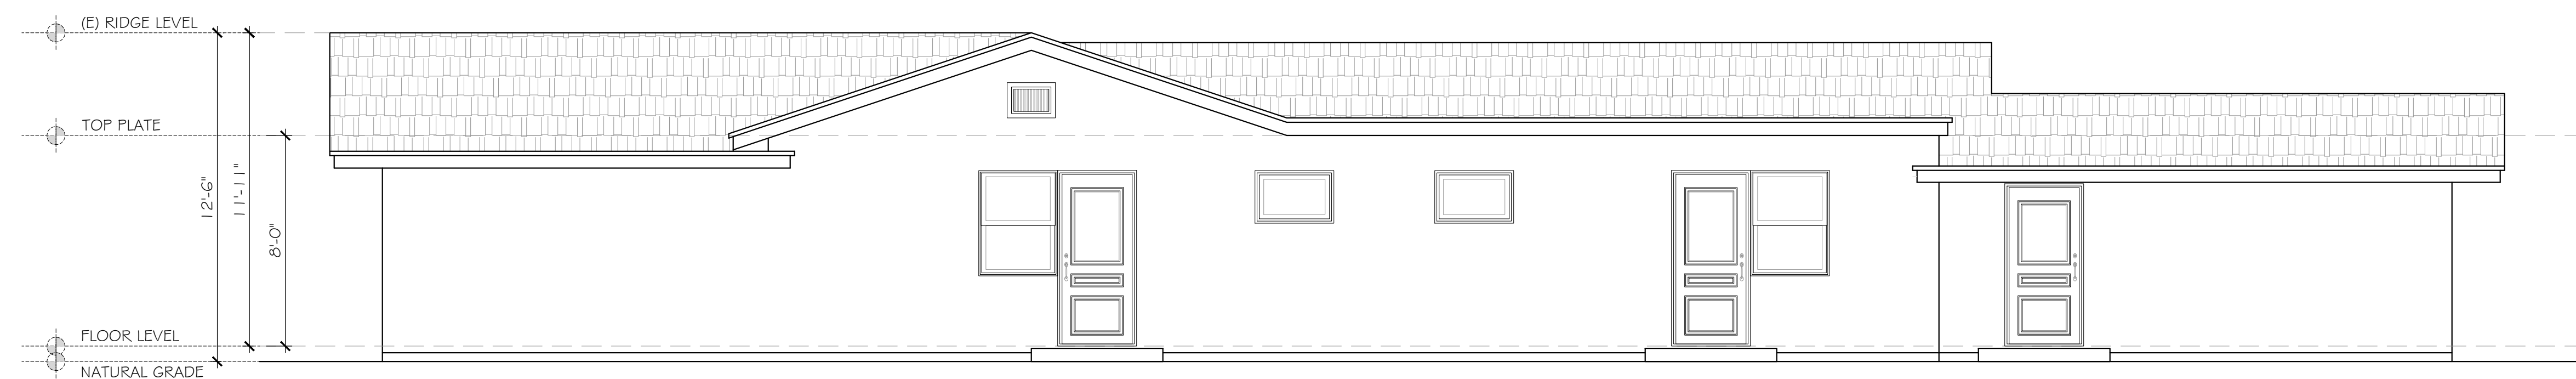 (E) RIDGE LEVEL
TOP PLATE
12'-6"
11'-11"
8'-0"
FLOOR LEVEL
NATURAL GRADE